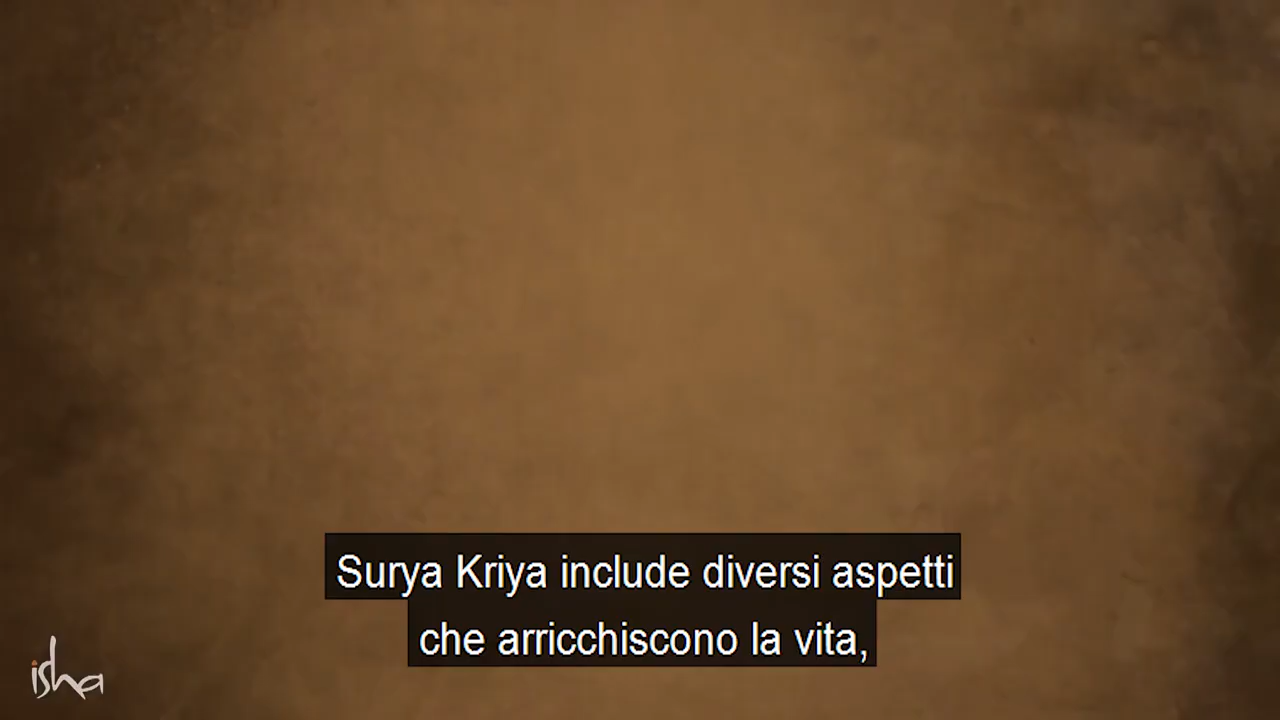 Surya Kriya include diversi aspetti
che arricchiscono la vita,
isha